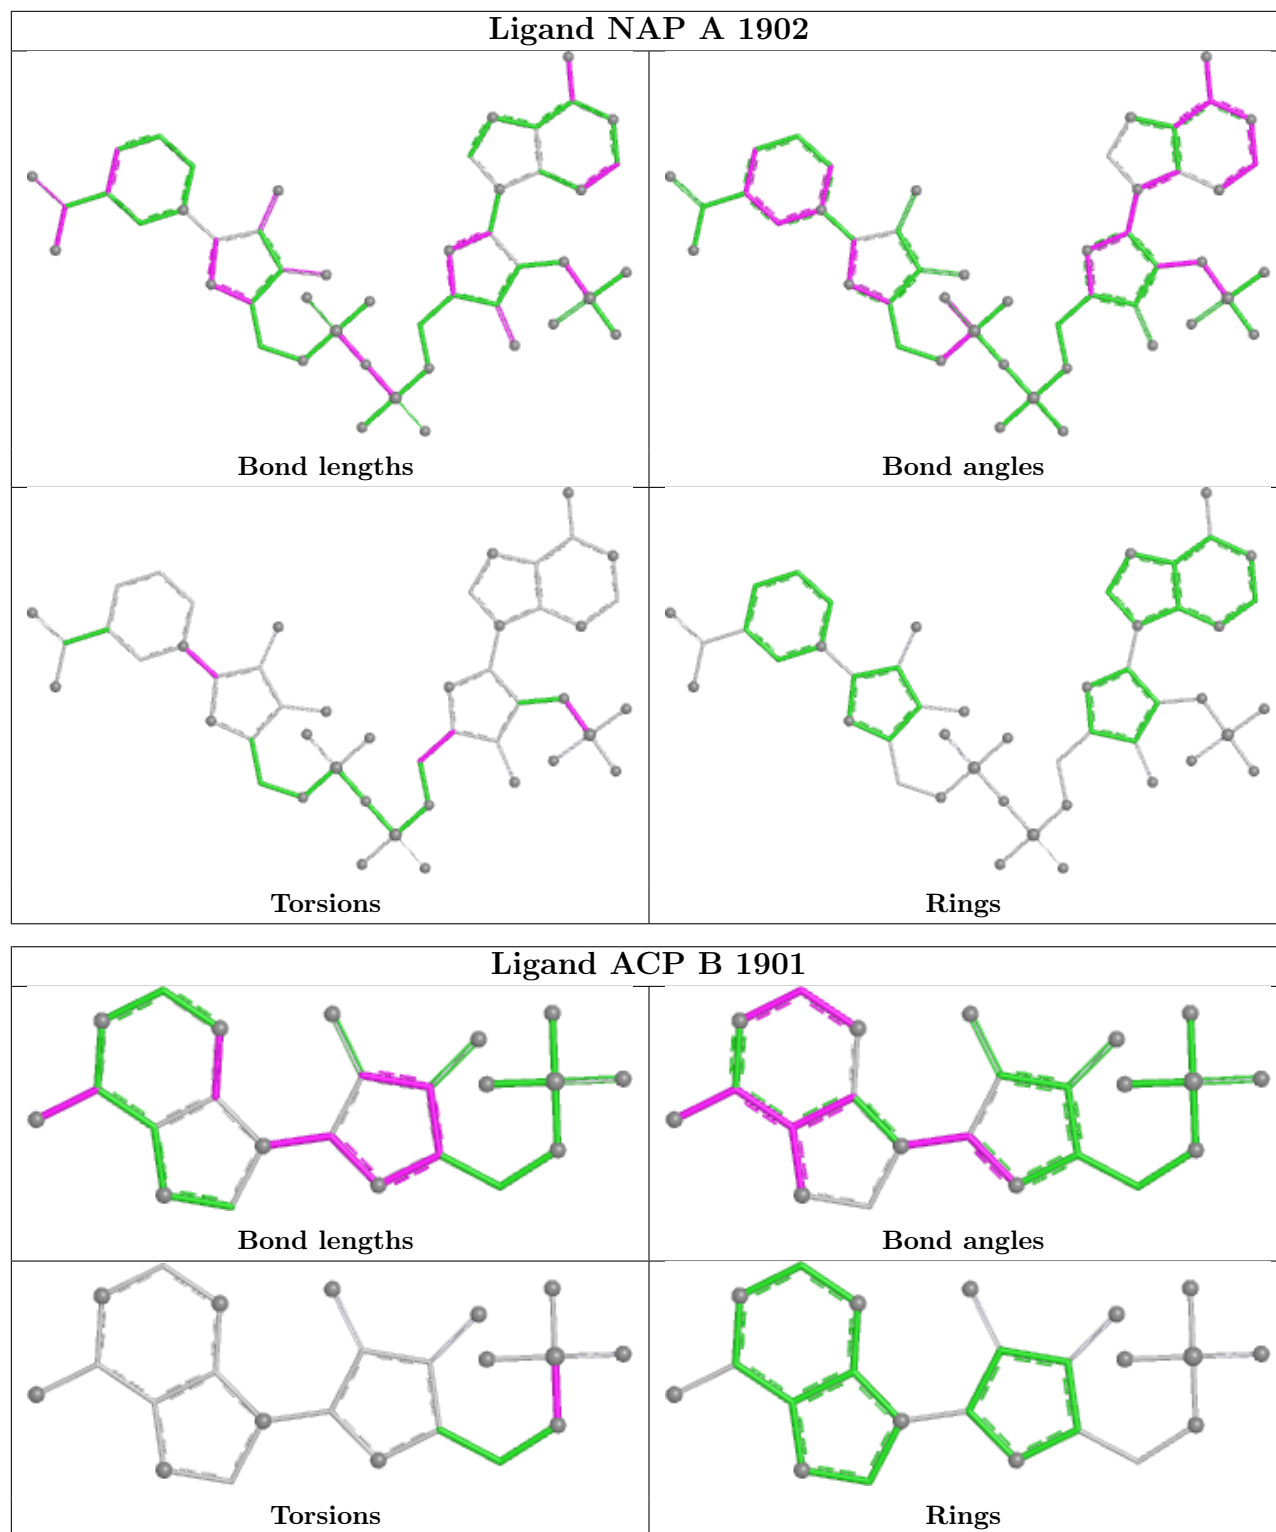 Ligand NAP A 1902
Bond lengths
Bond angles
Torsions
Rings
Ligand ACP B 1901
Bond lengths
Bond angles
Torsions
Rings